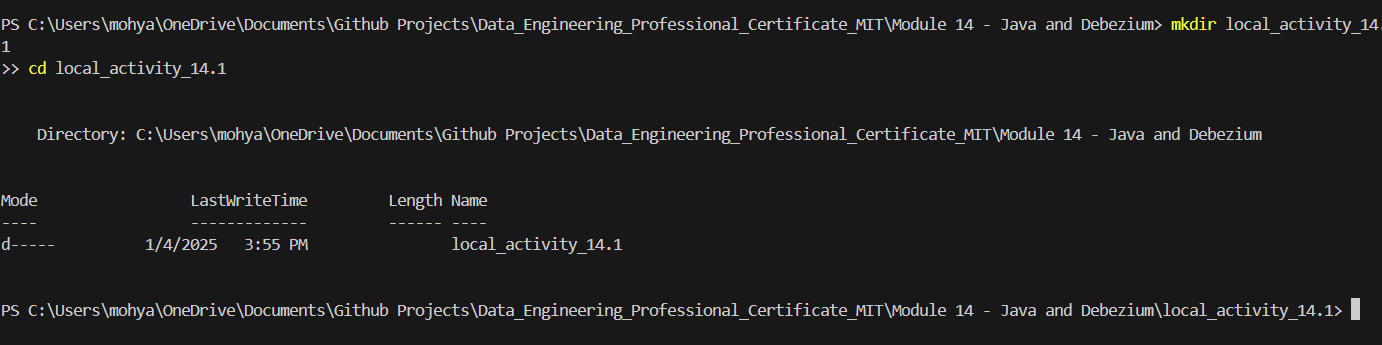 PS C:\Users\mohya\OneDrive\Documents\Github Projects\Data_Engineering_Professional_Certificate_MIT\Module 14 - Java and Debezium> mkdir local_activity_14.
1
>> cd local_activity_14.1
    Directory: C:\Users\mohya\OneDrive\Documents\Github Projects\Data_Engineering_Professional_Certificate_MIT\Module 14 - Java and Debezium
Mode                 LastWriteTime         Length Name
----                 -------------         ------ ----
d-----          1/4/2025   3:55 PM                local_activity_14.1
PS C:\Users\mohya\OneDrive\Documents\Github Projects\Data_Engineering_Professional_Certificate_MIT\Module 14 - Java and Debezium\local_activity_14.1>